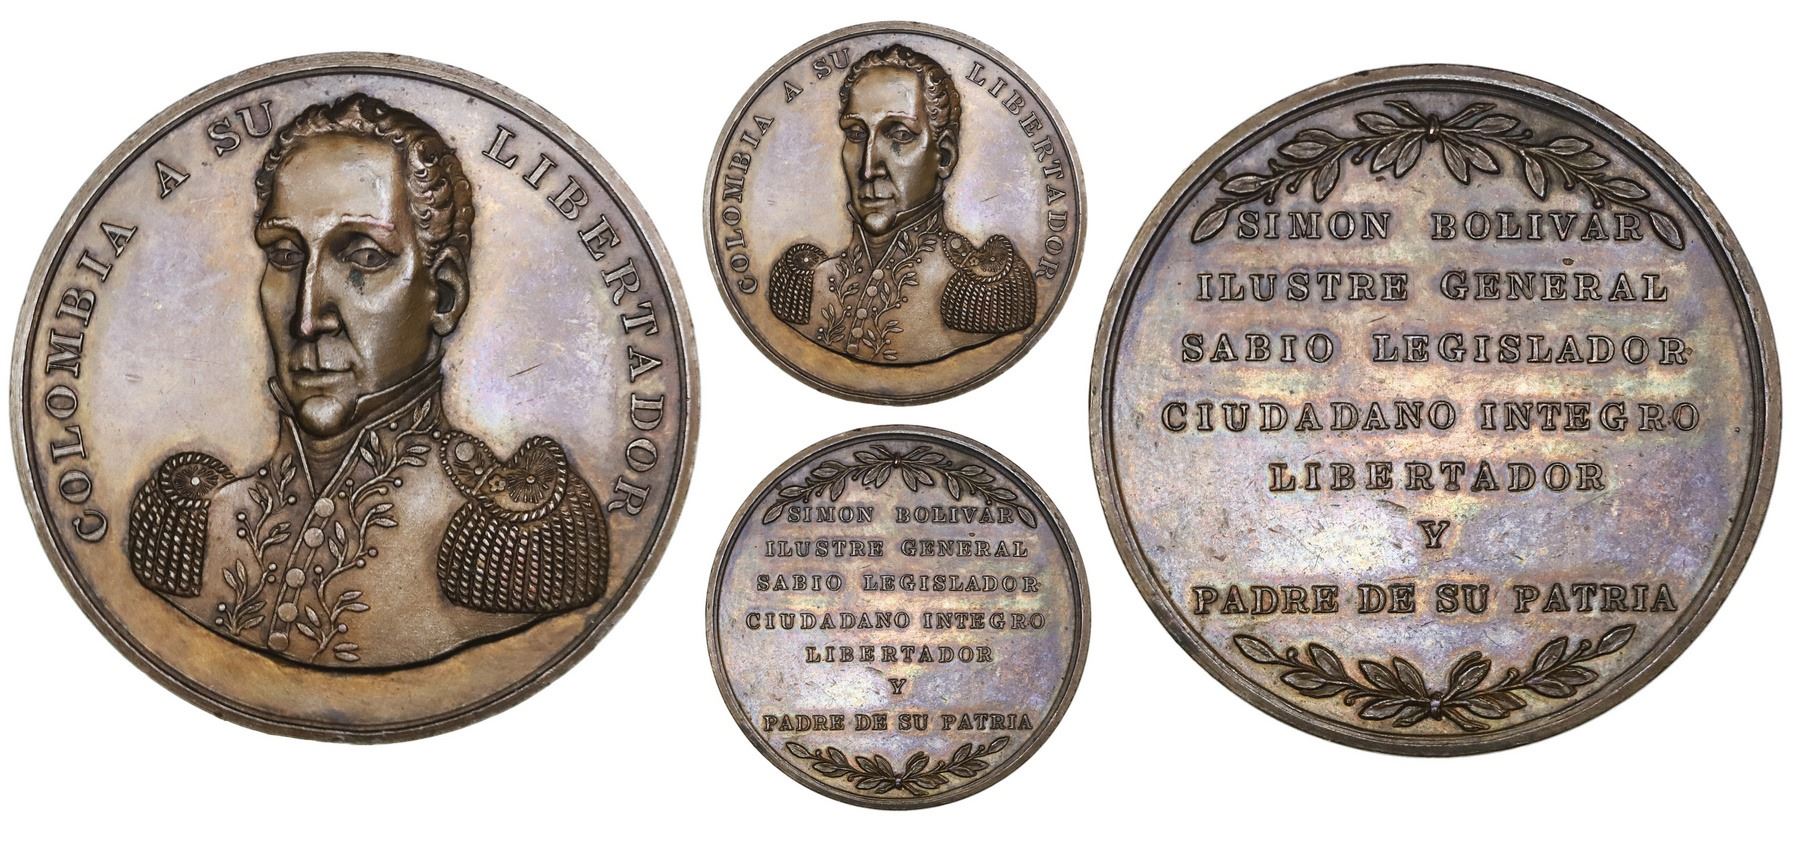 COLOMBIA A SU LIBERTADOR
COLOMBIA A SU LIBERTADOR
SIMON BOLIVAR
ILUSTRE GENERAL
SABIO LEGISLADOR
CIUDADANO INTEGRO
LIBERTADOR
Y
PADRE DE SU PATRIA
SIMON BOLIVAR
ILUSTRE GENERAL
SABIO LEGISLADOR
CIUDADANO INTEGRO
LIBERTADOR
Y
PADRE DE SU PATRIA